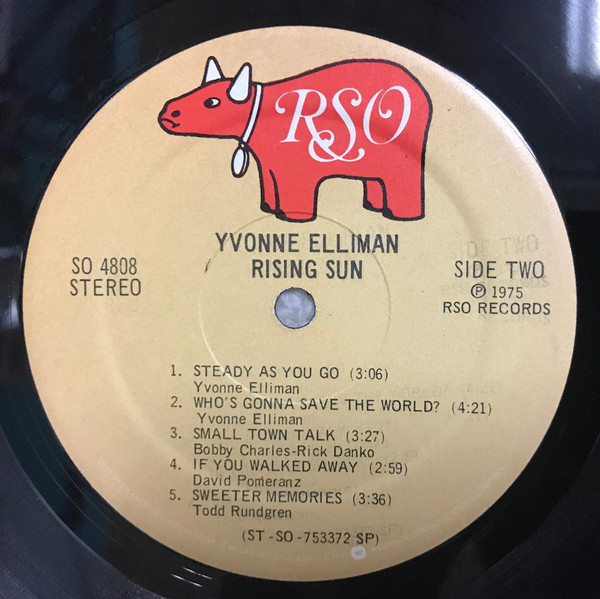 RSO
YVONNE ELLIMAN
RISING SUN
SO 4808
STEREO
SIDE TWO
℗ 1975
RSO RECORDS
1. STEADY AS YOU GO (3:06)
Yvonne Elliman
2. WHO'S GONNA SAVE THE WORLD? (4:21)
Yvonne Elliman
3. SMALL TOWN TALK (3:27)
Bobby Charles-Rick Danko
4. IF YOU WALKED AWAY (2:59)
David Pomeranz
5. SWEETER MEMORIES (3:36)
Todd Rundgren
(ST-SO-753372 SP)